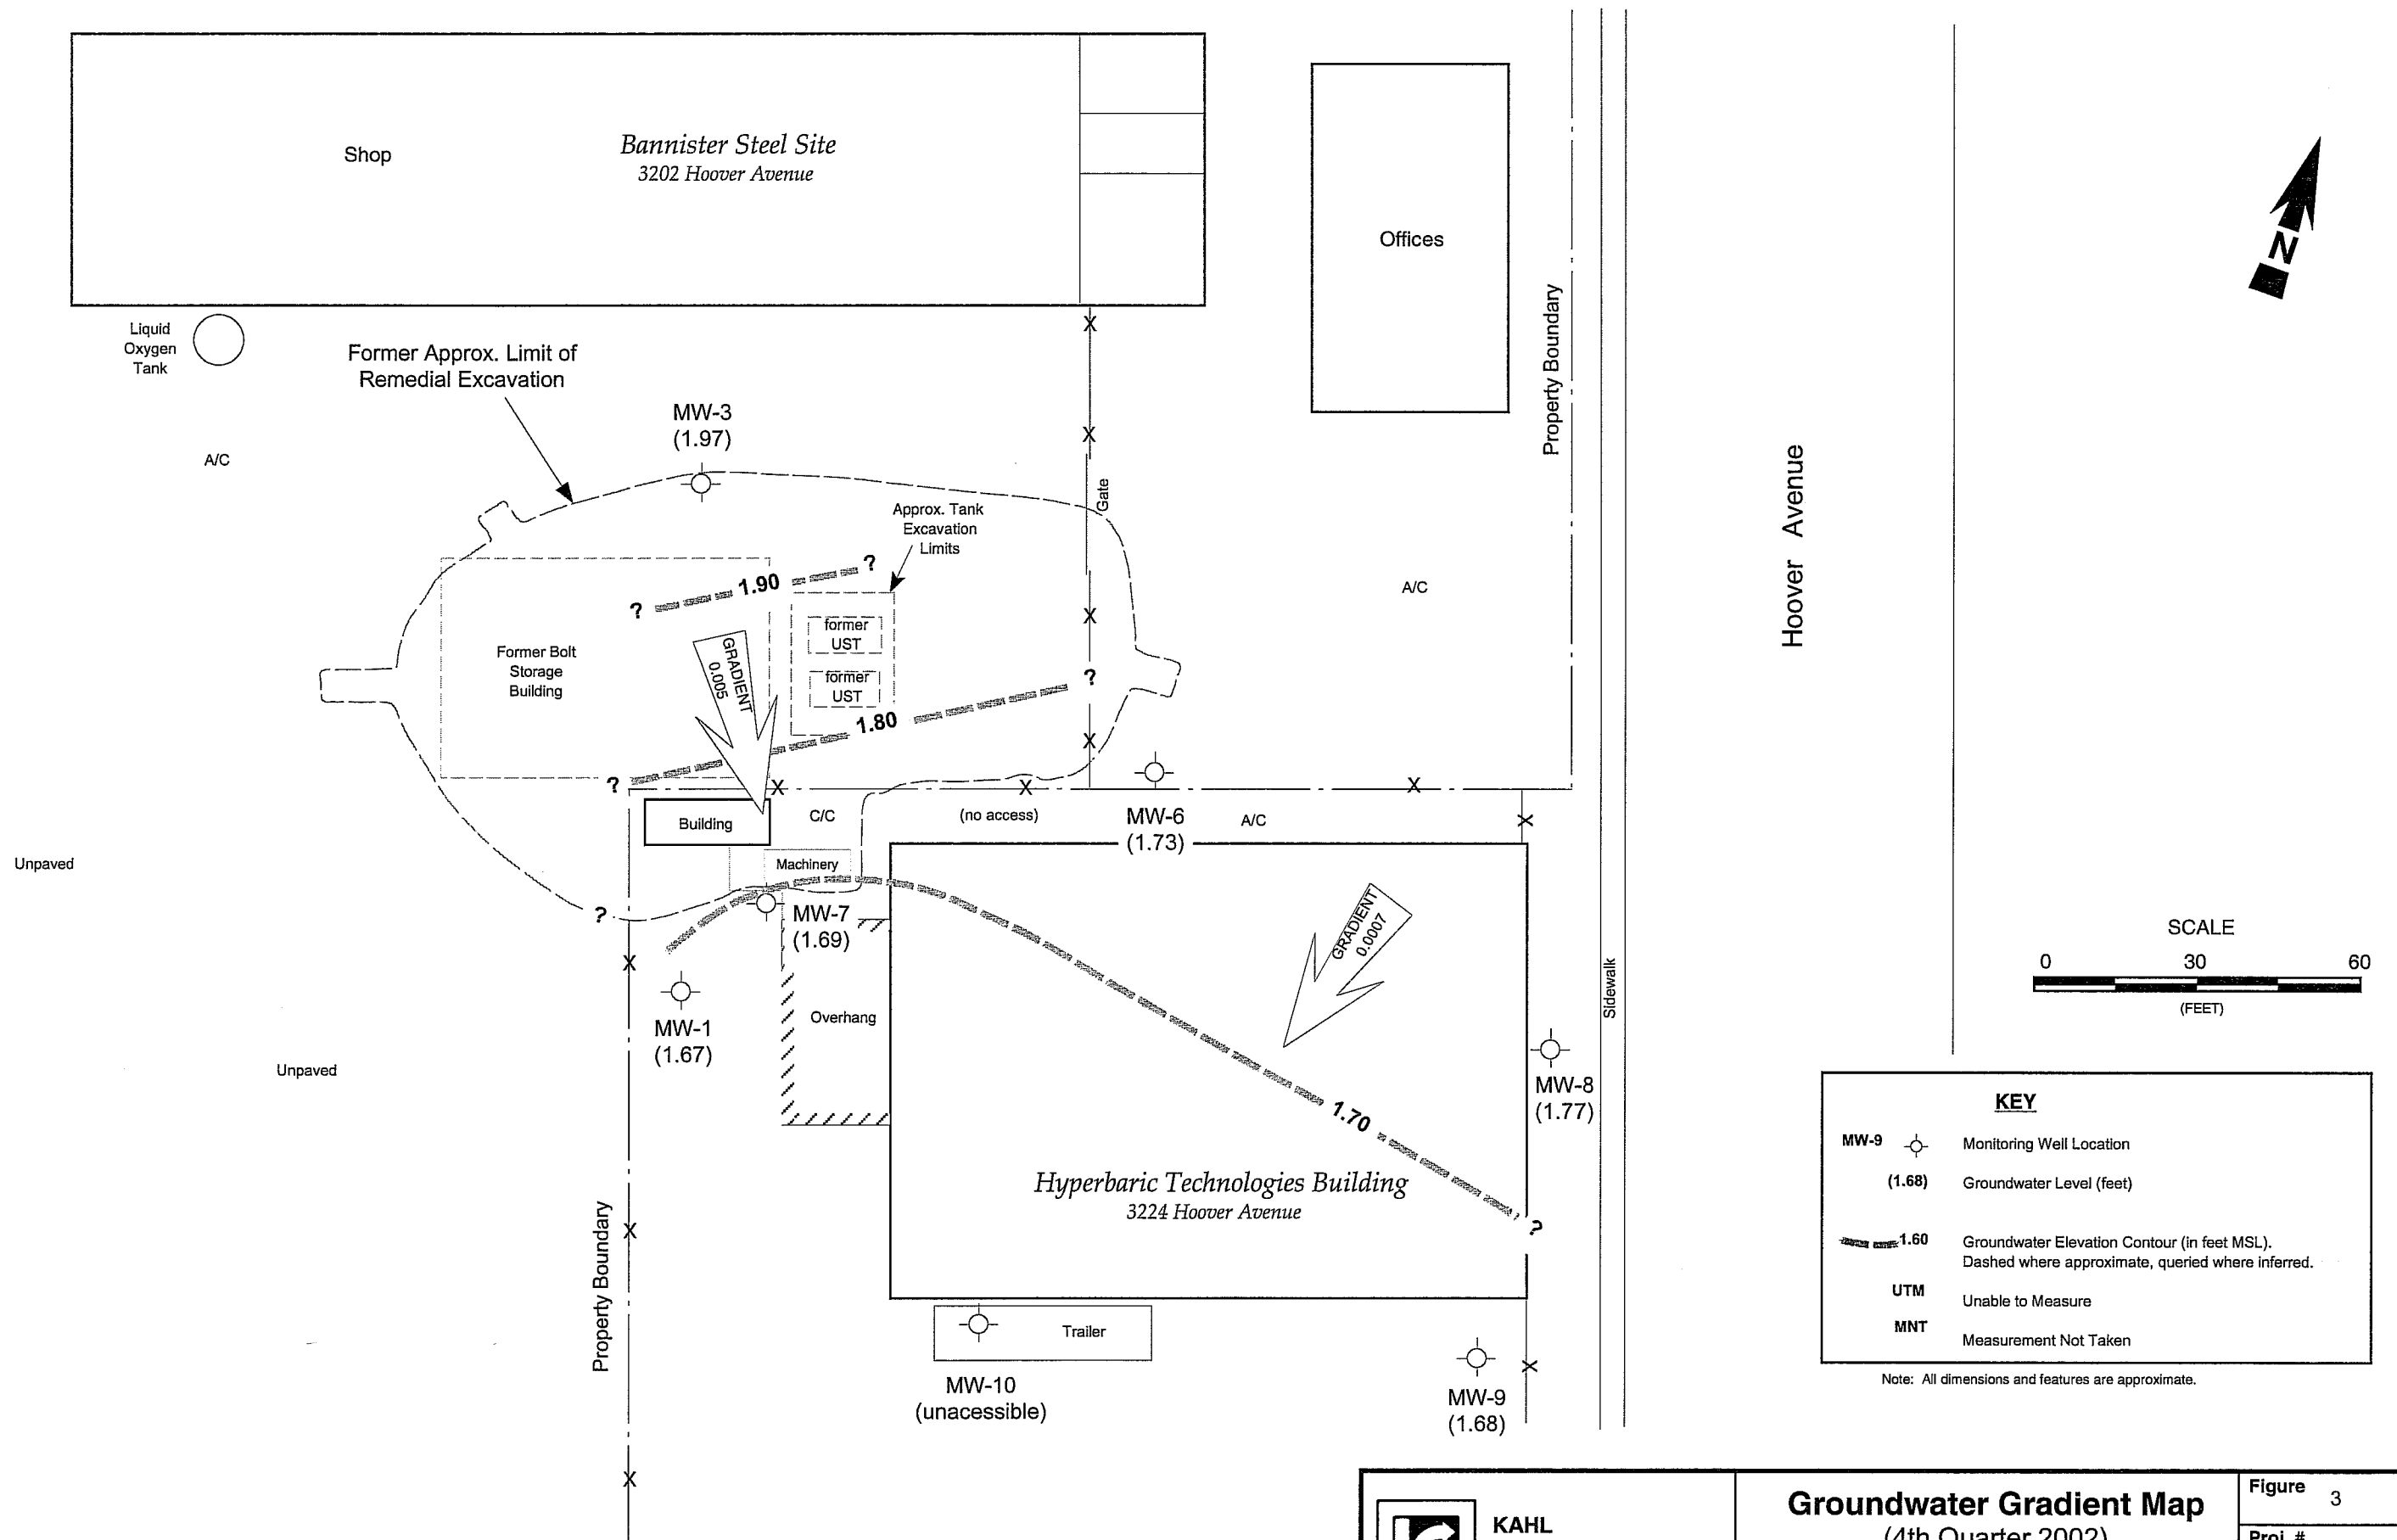 Shop
Bannister Steel Site
3202 Hoover Avenue
Offices
N
Liquid
Oxygen
Tank
Former Approx. Limit of
Remedial Excavation
Property Boundary
MW-3
(1.97)
A/C
Gate
Approx. Tank
Excavation
Limits
Hoover Avenue
X
X
?
1.90
?
A/C
former
UST
X
Former Bolt
Storage
Building
GRADIENT
0.005
former
UST
?
1.80
X
?
X
X
X
Building
C/C
(no access)
MW-6
(1.73)
A/C
X
Unpaved
Machinery
?
MW-7
(1.69)
GRADIENT
0.0007
SCALE
0 30 60
(FEET)
X
Sidewalk
MW-1
(1.67)
Overhang
Unpaved
MW-8
(1.77)
1.70
?
KEY
MW-9 Monitoring Well Location
(1.68) Groundwater Level (feet)
1.60 Groundwater Elevation Contour (in feet MSL).
Dashed where approximate, queried where inferred.
UTM Unable to Measure
MNT Measurement Not Taken
Note: All dimensions and features are approximate.
Hyperbaric Technologies Building
3224 Hoover Avenue
Property Boundary
X
Trailer
MW-10
(unacessible)
X
MW-9
(1.68)
X
KAHL
Groundwater Gradient Map
(4th Quarter 2002)
Figure 3
Proj. #